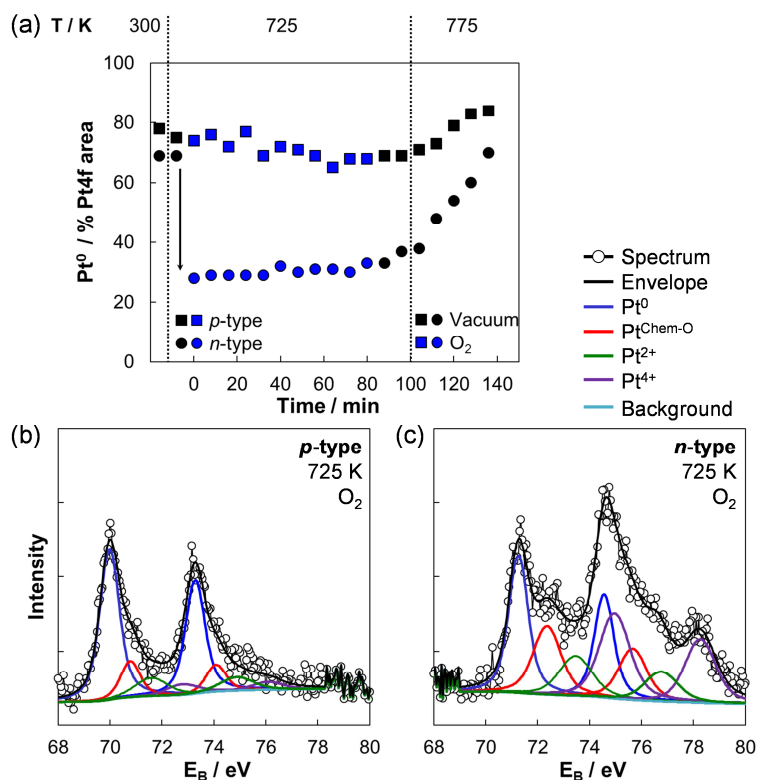 (a) T / K 300 725 775
100
80
60
40
20
0
Pt⁰ / % Pt4f area
p-type
n-type
Vacuum
O₂
0 20 40 60 80 100 120 140
Time / min
Spectrum
Envelope
Pt⁰
Ptᶜʰᵉᵐ⁻ᴼ
Pt²⁺
Pt⁴⁺
Background
(b)
p-type
725 K
O₂
Intensity
68 70 72 74 76 78 80
E_B / eV
(c)
n-type
725 K
O₂
68 70 72 74 76 78 80
E_B / eV